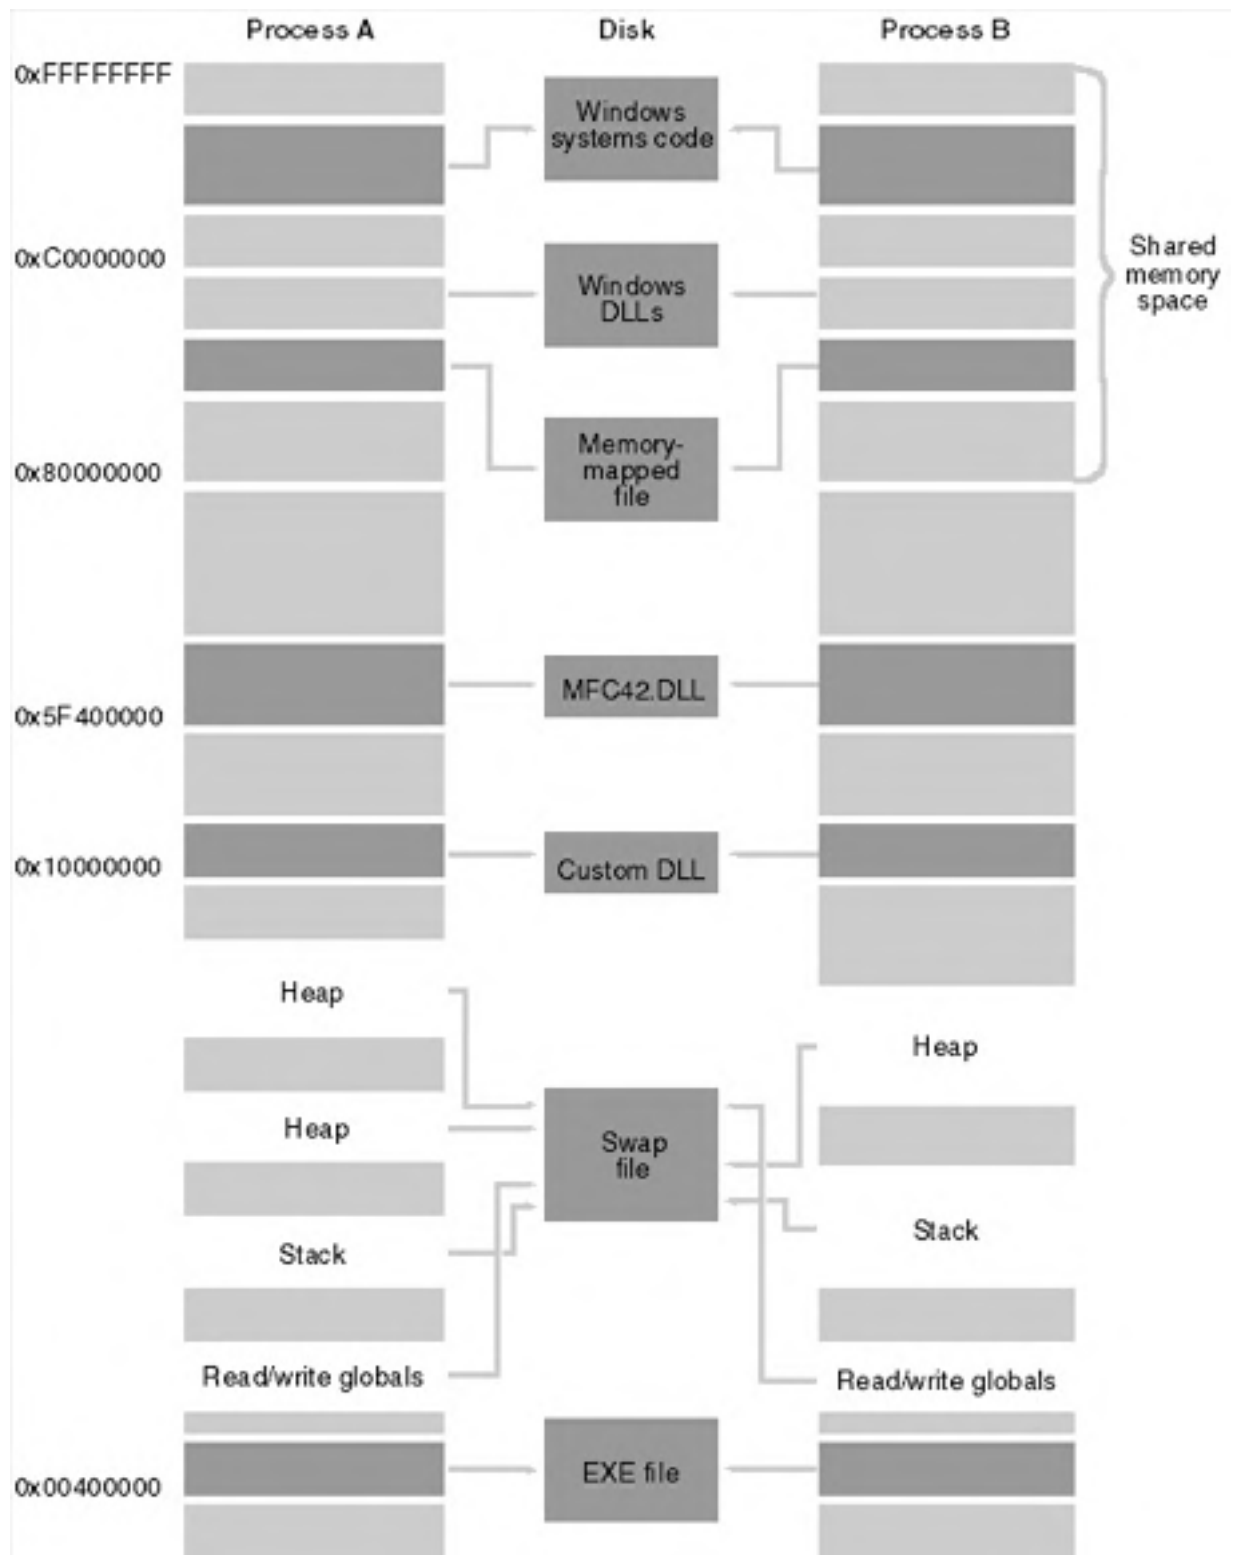 Process A
Disk
Process B
0xFFFFFFFF
Windows
systems code
0xC0000000
Windows
DLLs
Shared
memory
space
Memory-
mapped
file
0x80000000
MFC42.DLL
0x5F400000
Custom DLL
0x10000000
Heap
Heap
Heap
Swap
file
Stack
Stack
Read/write globals
Read/write globals
EXE file
0x00400000